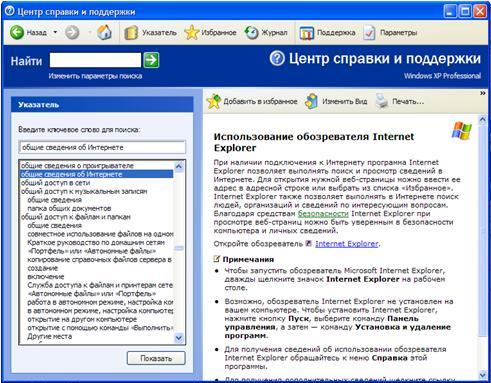 Центр справки и поддержки
Назад
Указатель
Избранное
Журнал
Поддержка
Параметры
Найти
Изменить параметры поиска
Центр справки и поддержки
Windows XP Professional
Указатель
Введите ключевое слово для поиска:
общие сведения об Интернете
общие сведения о проигрывателе
общие сведения об Интернете
общий доступ в сети
общий доступ к музыкальным записям
общие сведения
папка общих документов
общий доступ к файлам и папкам
общие сведения
совместное использование файлов на одном
Краткое руководство по домашним сетям
«Портфель» или «Автономные файлы»
копирование справочных файлов сервера в
создание
включение
Служба доступа к файлам и принтерам сете
«Автономные файлы» или «Портфель»
работа в автономном режиме, настройка ко
в автономном режиме, настройка компьютер
открытие на другом компьютере
открытие с помощью команды «Выполнить»
Другие места
Показать
Добавить в избранное
Изменить Вид
Печать...
Использование обозревателя Internet
Explorer
При наличии подключения к Интернету программа Internet
Explorer позволяет выполнять поиск и просмотр сведений в
Интернете. Для открытия нужной веб-страницы можно ввести ее
адрес в адресной строке или выбрать из списка «Избранное».
Internet Explorer также позволяет выполнять в Интернете поиск
людей, организаций и сведений по интересующим вопросам.
Благодаря средствам безопасности Internet Explorer при
просмотре веб-страниц можно быть уверенным в безопасности
компьютера и личных сведений.
Откройте обозреватель Internet Explorer.
Примечания
• Чтобы запустить обозреватель Microsoft Internet Explorer,
дважды щелкните значок Internet Explorer на рабочем
столе.
• Возможно, обозреватель Internet Explorer не установлен на
вашем компьютере. Чтобы установить Internet Explorer,
нажмите кнопку Пуск, выберите команду Панель
управления, а затем — команду Установка и удаление
программ.
• Для получения сведений об использовании обозревателя
Internet Explorer обращайтесь к меню Справка этой
программы.